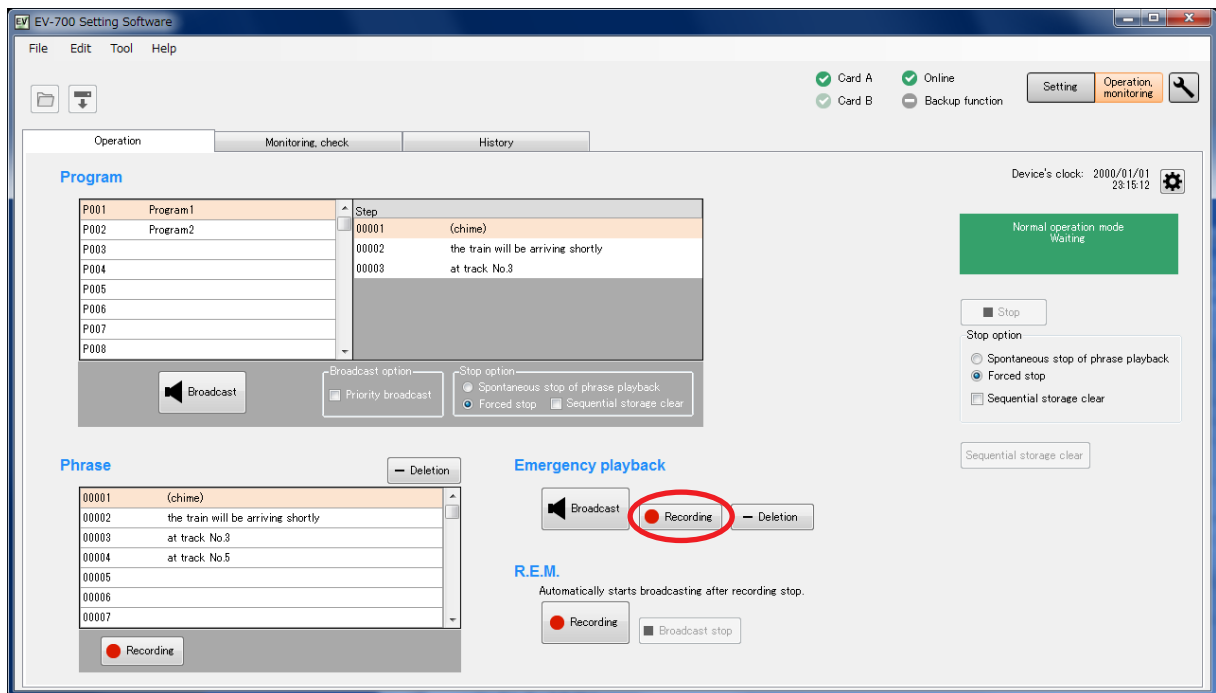 EV EV-700 Setting Software
File Edit Tool Help
Card A Online
Card B Backup function
Setting
Operation,
monitoring
Operation Monitoring, check History
Program
Device's clock: 2000/01/01
23:15:12
P001 Program1
P002 Program2
P003
P004
P005
P006
P007
P008
Step
00001 (chime)
00002 the train will be arriving shortly
00003 at track No.3
Normal operation mode
Waiting
Stop
Stop option
Spontaneous stop of phrase playback
Forced stop
Sequential storage clear
Broadcast
Broadcast option
Priority broadcast
Stop option
Spontaneous stop of phrase playback
Forced stop Sequential storage clear
Sequential storage clear
Phrase
Deletion
00001 (chime)
00002 the train will be arriving shortly
00003 at track No.3
00004 at track No.5
00005
00006
00007
Recording
Emergency playback
Broadcast Recording Deletion
R.E.M.
Automatically starts broadcasting after recording stop.
Recording Broadcast stop